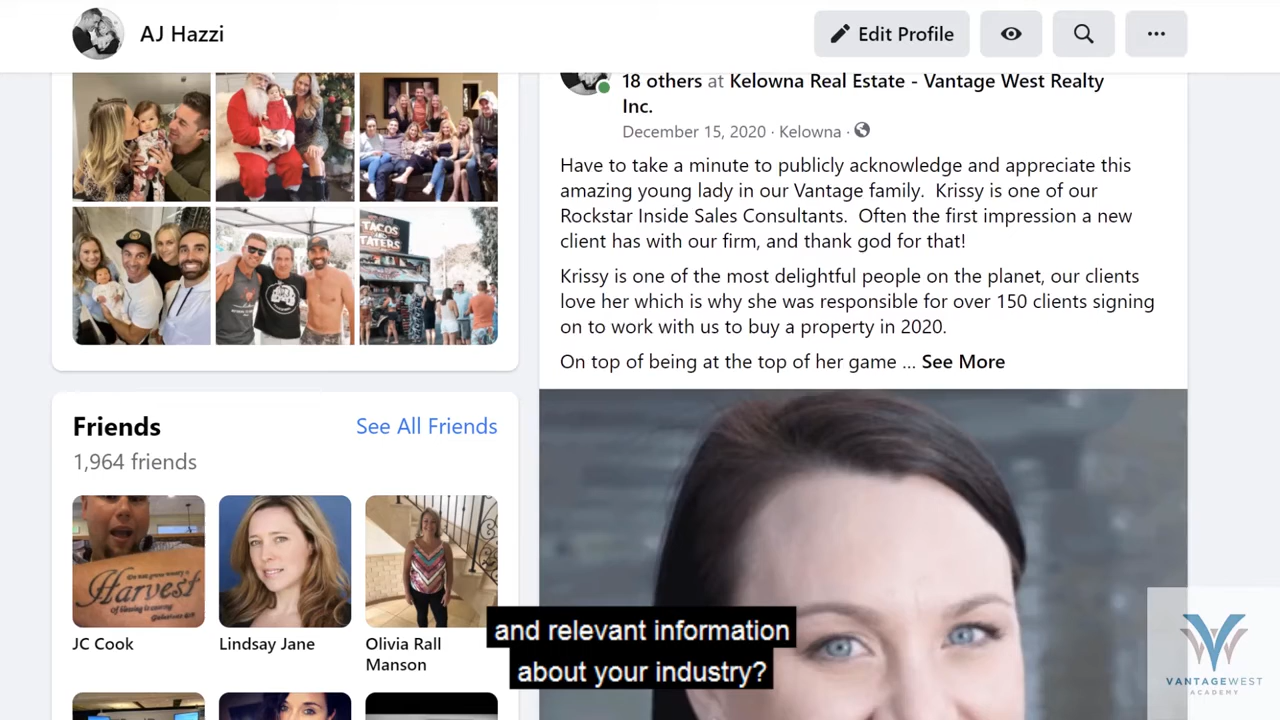 AJ Hazzi
Edit Profile
18 others at Kelowna Real Estate - Vantage West Realty
Inc.
December 15, 2020 · Kelowna ·
Have to take a minute to publicly acknowledge and appreciate this
amazing young lady in our Vantage family.  Krissy is one of our
Rockstar Inside Sales Consultants.  Often the first impression a new
client has with our firm, and thank god for that!
Krissy is one of the most delightful people on the planet, our clients
love her which is why she was responsible for over 150 clients signing
on to work with us to buy a property in 2020.
On top of being at the top of her game ... See More
TACOS
AND
TATERS
Friends
See All Friends
1,964 friends
Harvest
JC Cook
Lindsay Jane
Olivia Rall
Manson
and relevant information
about your industry?
VANTAGEWEST
ACADEMY